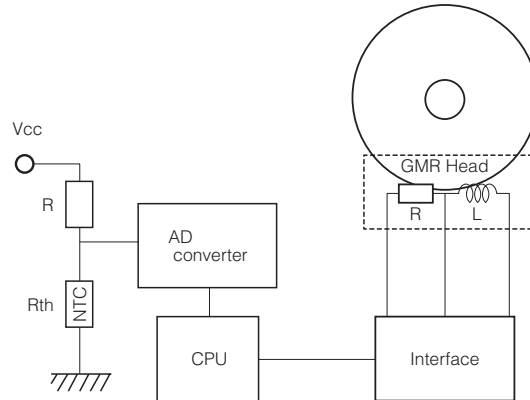 Vcc
R
Rth
NTC
AD
converter
CPU
GMR Head
R
L
Interface